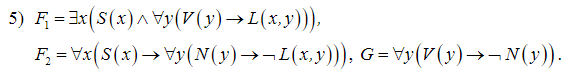 5) F₁ = ∃x(S(x) ∧ ∀y(V(y) → L(x, y))),
F₂ = ∀x(S(x) → ∀y(N(y) → ¬ L(x, y))), G = ∀y(V(y) → ¬ N(y)).